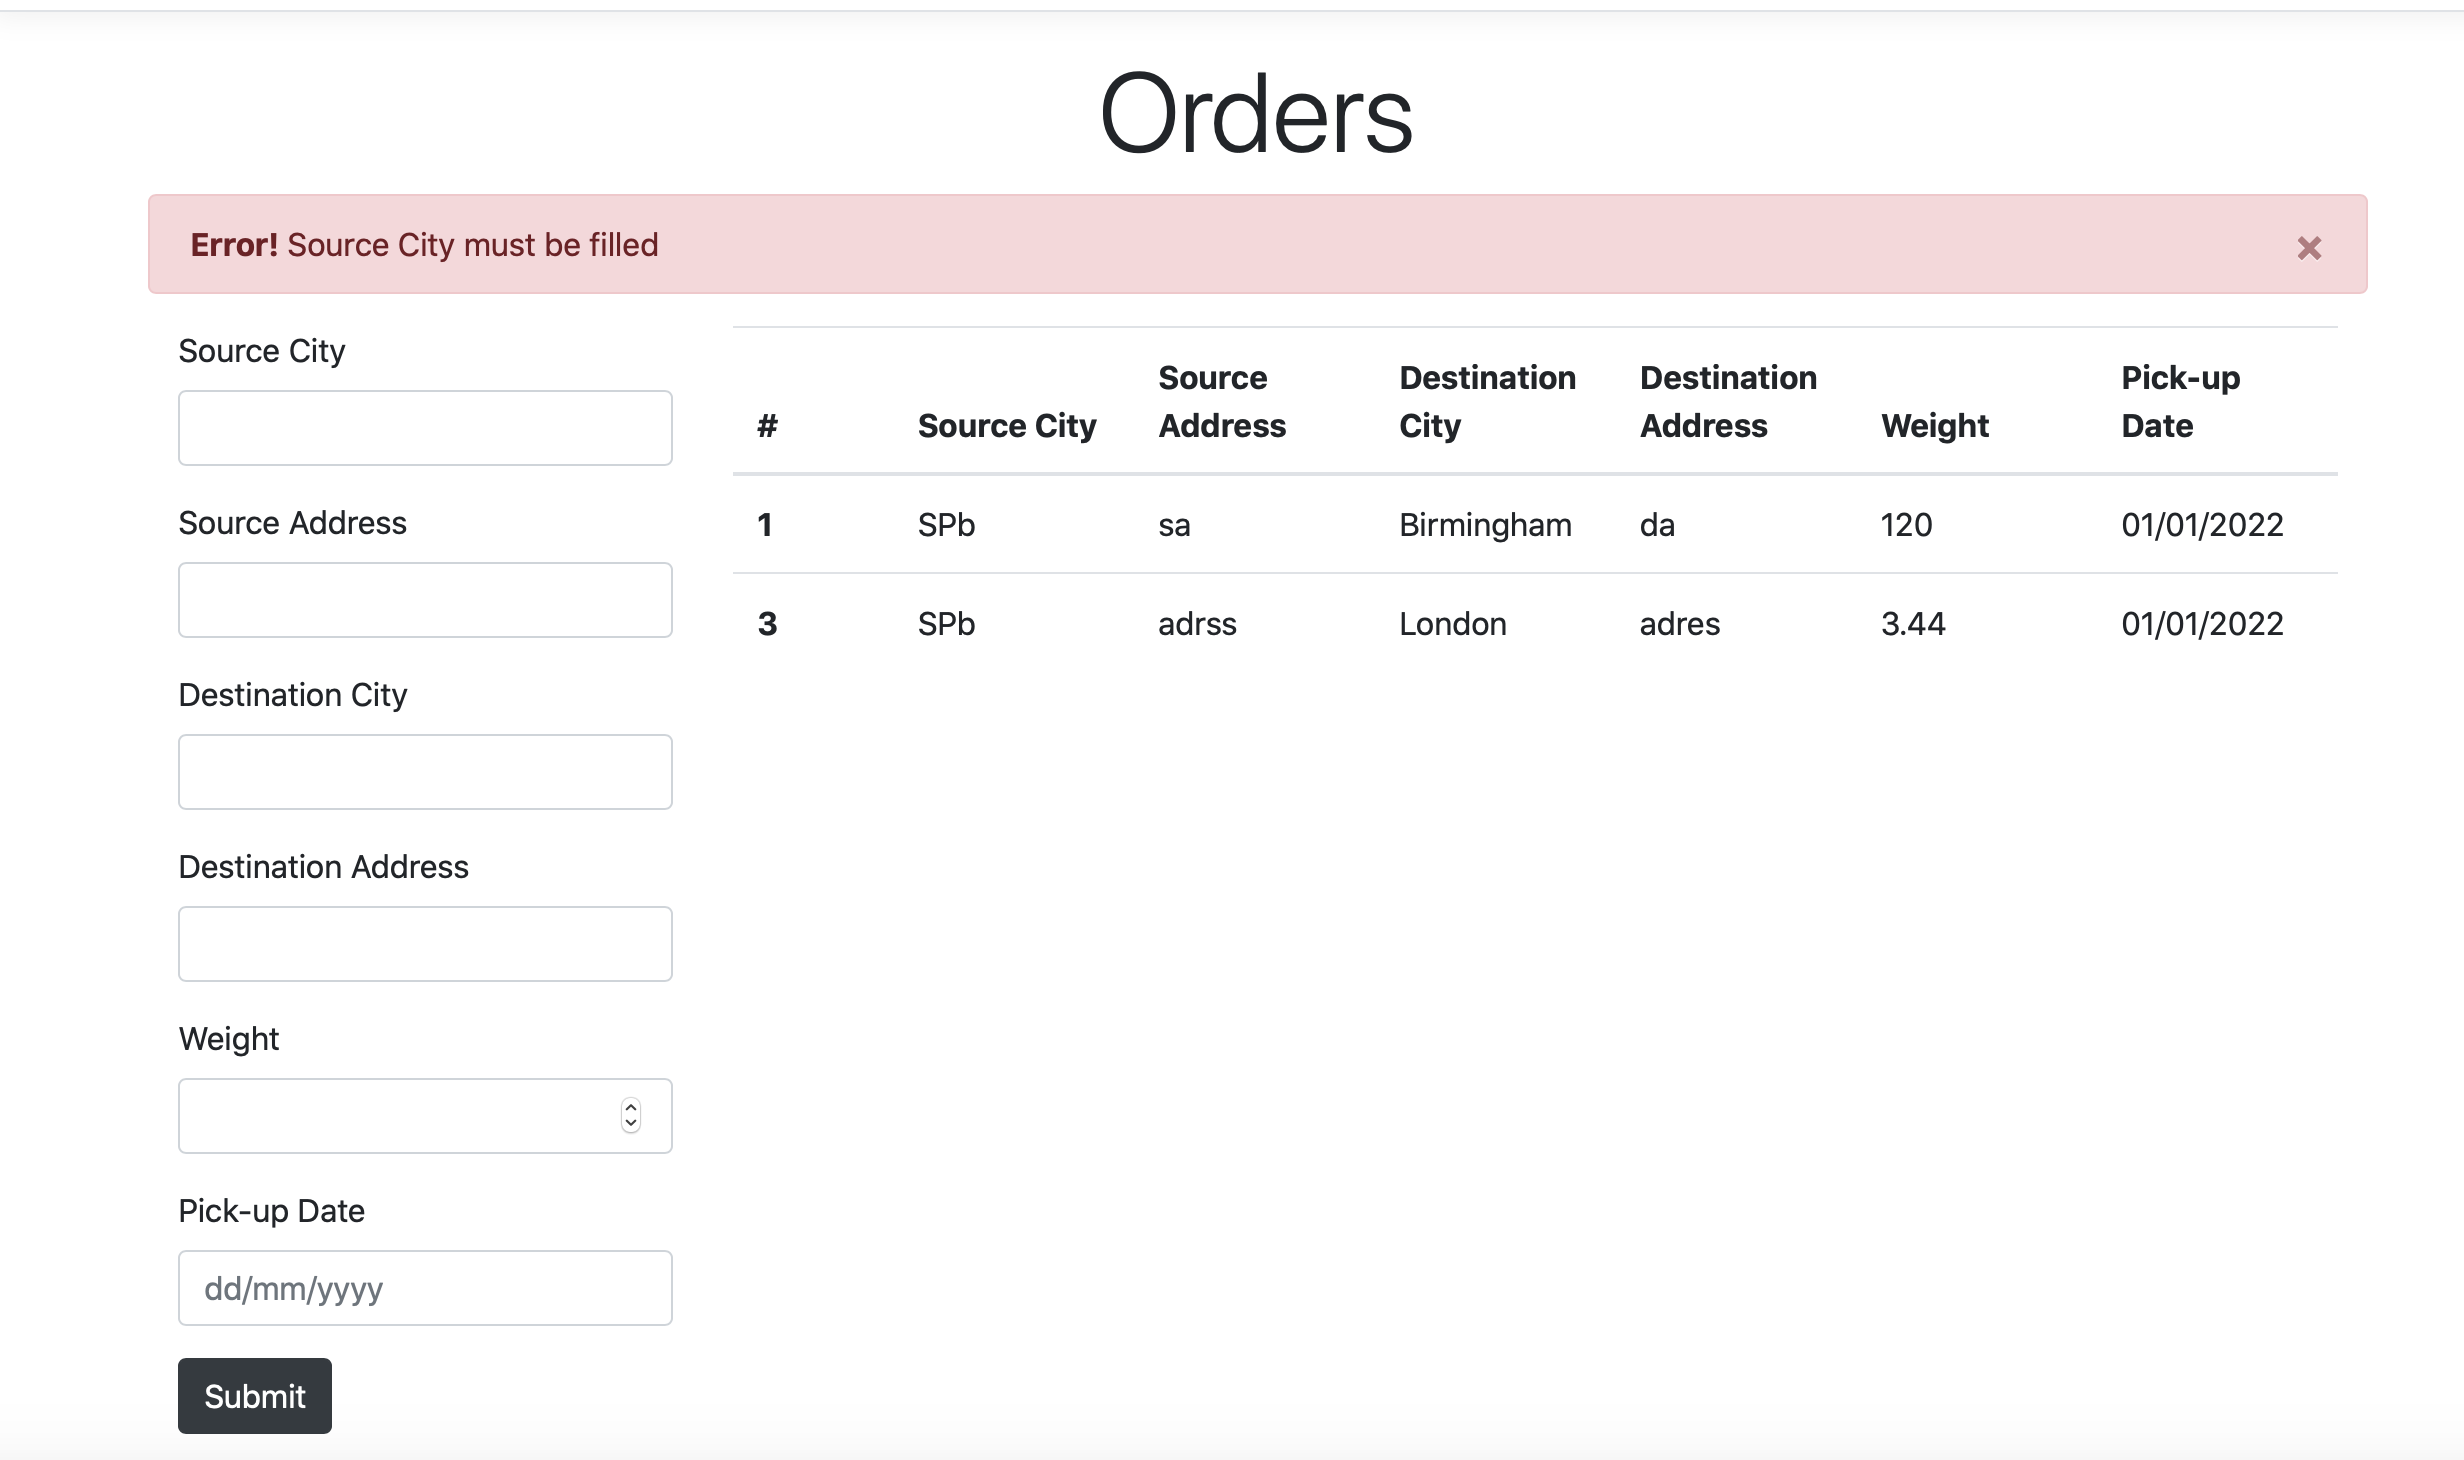 Orders
Error! Source City must be filled ×
Source City
Source Address
Destination City
Destination Address
Weight
Pick-up Date
dd/mm/yyyy
Submit
# Source City Source Address Destination City Destination Address Weight Pick-up Date
1 SPb sa Birmingham da 120 01/01/2022
3 SPb adrss London adres 3.44 01/01/2022